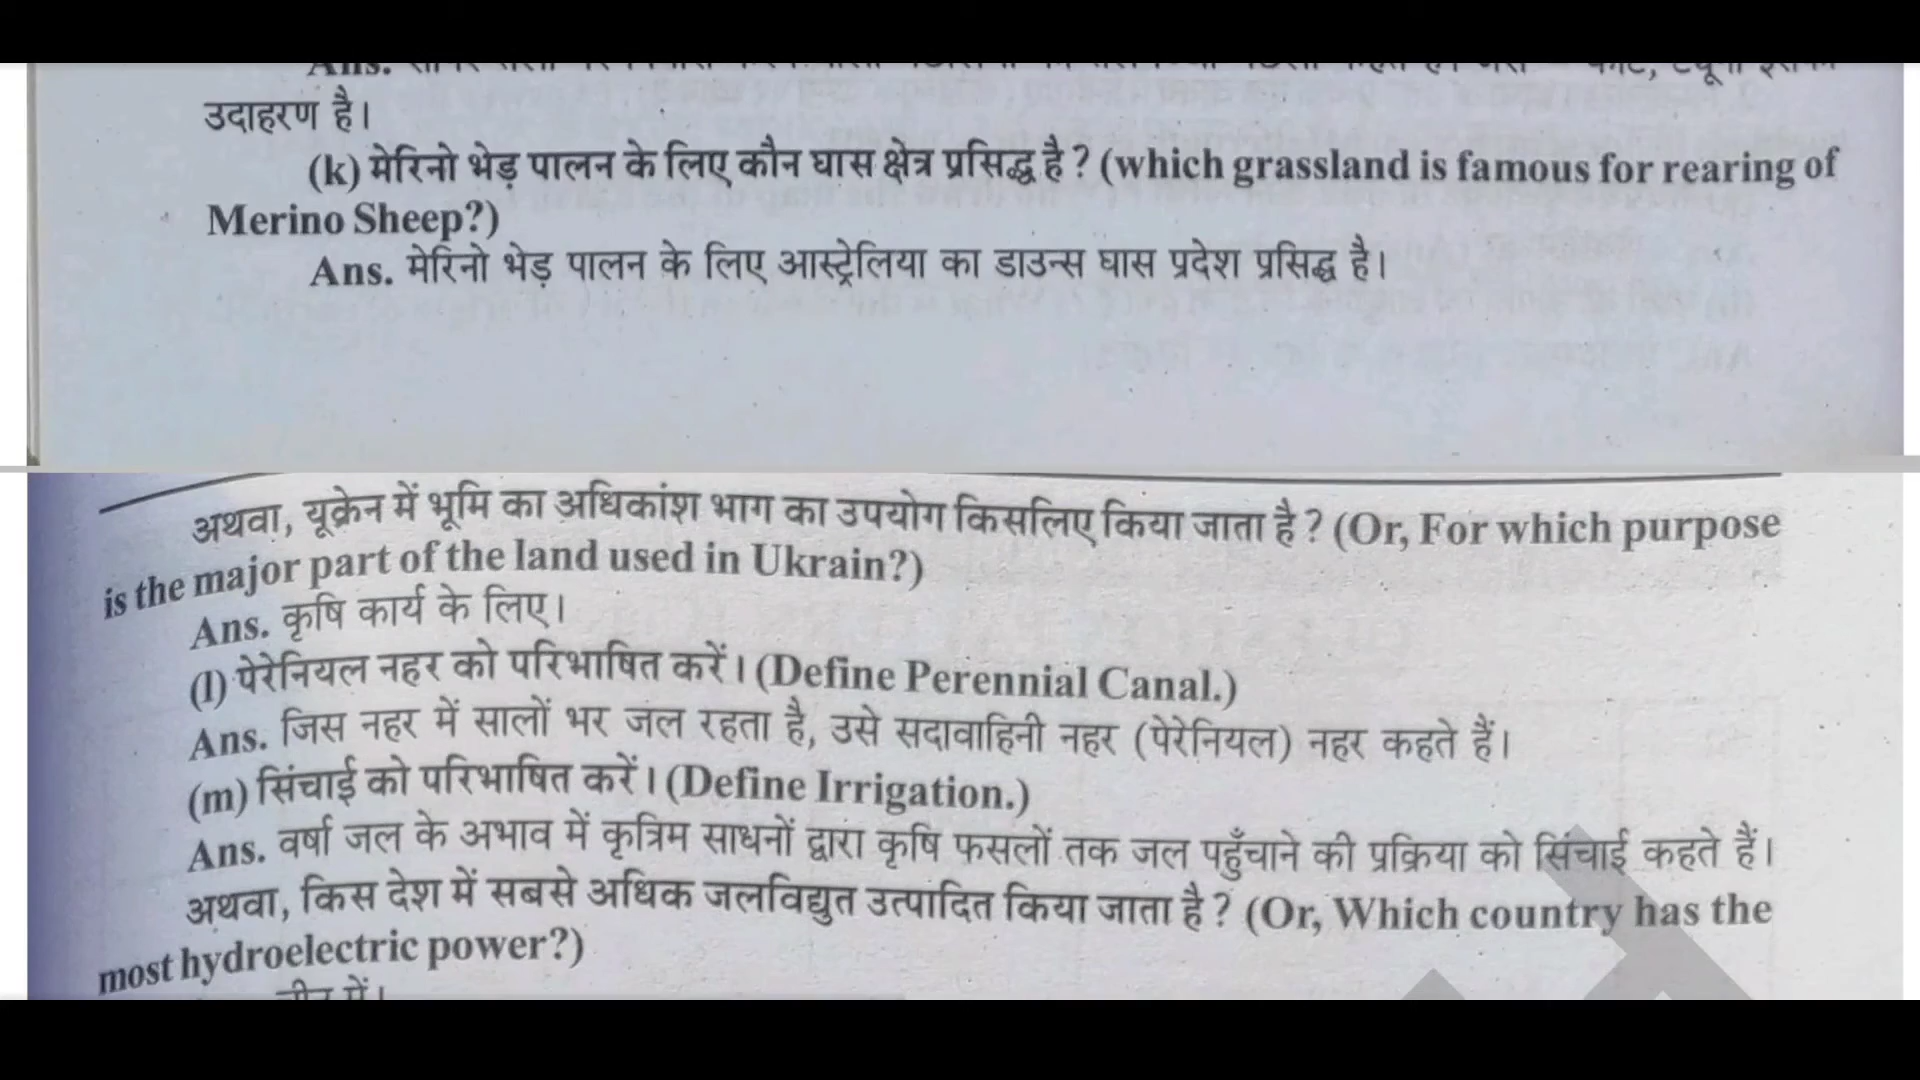 Ans.
उदाहरण है।
(k) मेरिनो भेड़ पालन के लिए कौन घास क्षेत्र प्रसिद्ध है ? (which grassland is famous for rearing of
Merino Sheep?)
Ans. मेरिनो भेड़ पालन के लिए आस्ट्रेलिया का डाउन्स घास प्रदेश प्रसिद्ध है।
अथवा, यूक्रेन में भूमि का अधिकांश भाग का उपयोग किसलिए किया जाता है ? (Or, For which purpose
is the major part of the land used in Ukrain?)
Ans. कृषि कार्य के लिए।
(l) पेरेनियल नहर को परिभाषित करें। (Define Perennial Canal.)
Ans. जिस नहर में सालों भर जल रहता है, उसे सदावाहिनी नहर (पेरेनियल) नहर कहते हैं।
(m) सिंचाई को परिभाषित करें। (Define Irrigation.)
Ans. वर्षा जल के अभाव में कृत्रिम साधनों द्वारा कृषि फसलों तक जल पहुँचाने की प्रक्रिया को सिंचाई कहते हैं।
अथवा, किस देश में सबसे अधिक जलविद्युत उत्पादित किया जाता है ? (Or, Which country has the
most hydroelectric power?)
में।